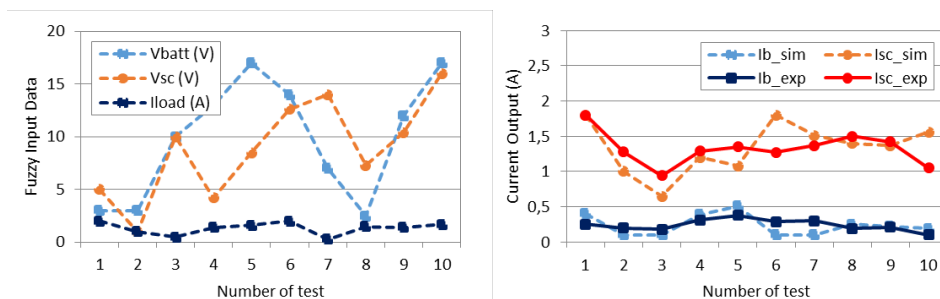 20
15
10
5
0
Fuzzy Input Data
Vbatt (V)
Vsc (V)
Iload (A)
1 2 3 4 5 6 7 8 9 10
Number of test
3
2,5
2
1,5
1
0,5
0
Current Output (A)
Ib_sim Isc_sim
Ib_exp Isc_exp
1 2 3 4 5 6 7 8 9 10
Number of test